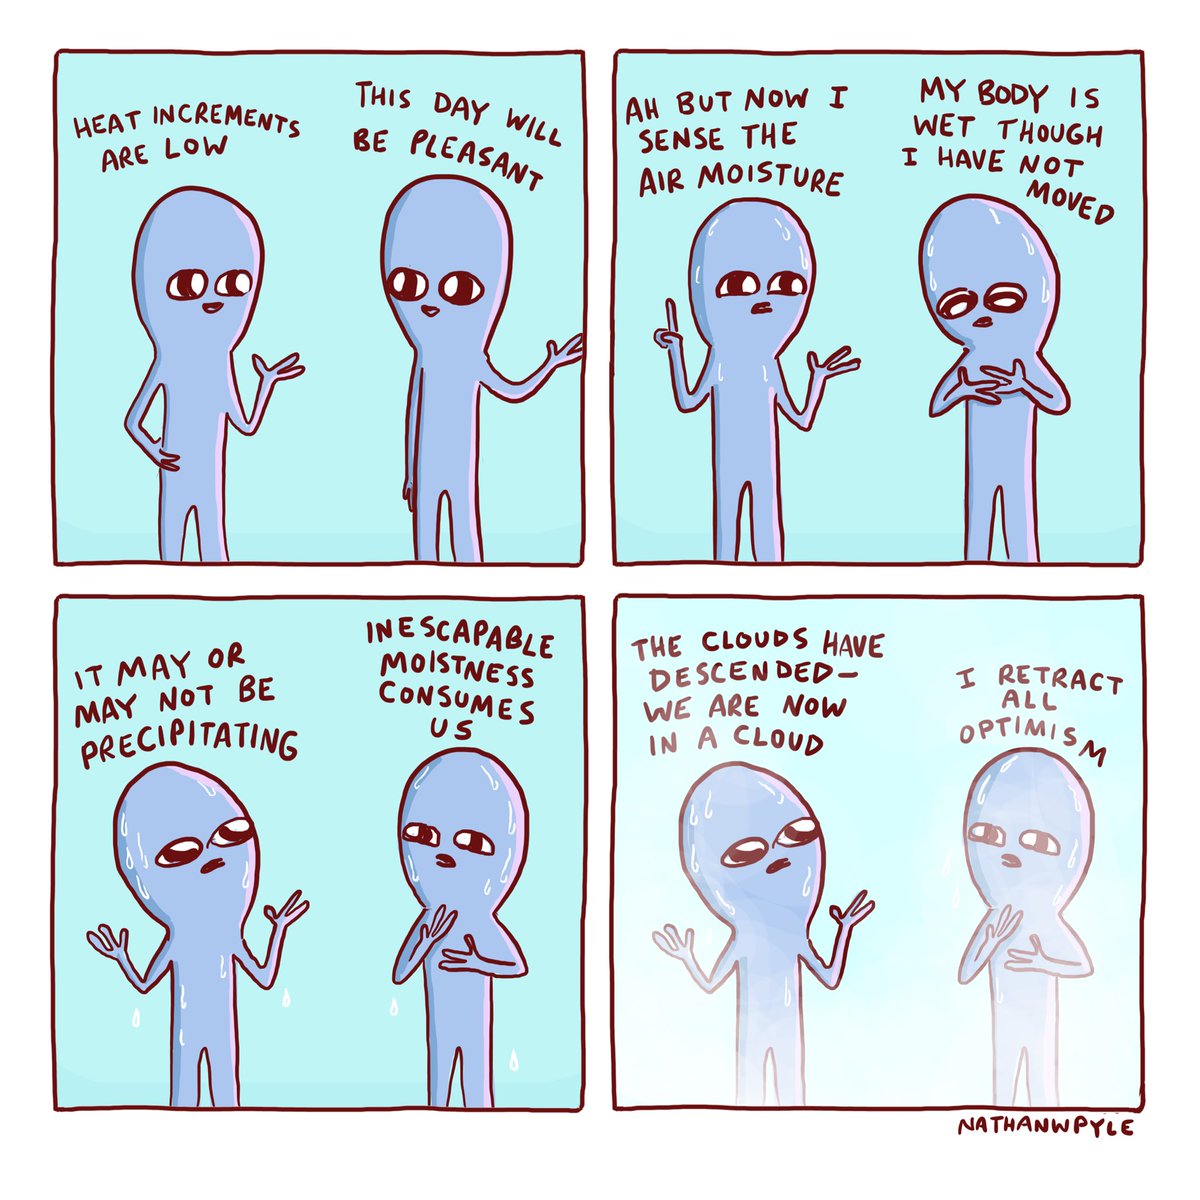 HEAT INCREMENTS
ARE LOW
THIS DAY WILL
BE PLEASANT
AH BUT NOW I
SENSE THE
AIR MOISTURE
MY BODY IS
WET THOUGH
I HAVE NOT
MOVED
IT MAY OR
MAY NOT BE
PRECIPITATING
INESCAPABLE
MOISTNESS
CONSUMES
US
THE CLOUDS HAVE
DESCENDED—
WE ARE NOW
IN A CLOUD
I RETRACT
ALL
OPTIMISM
NATHANWPYLE